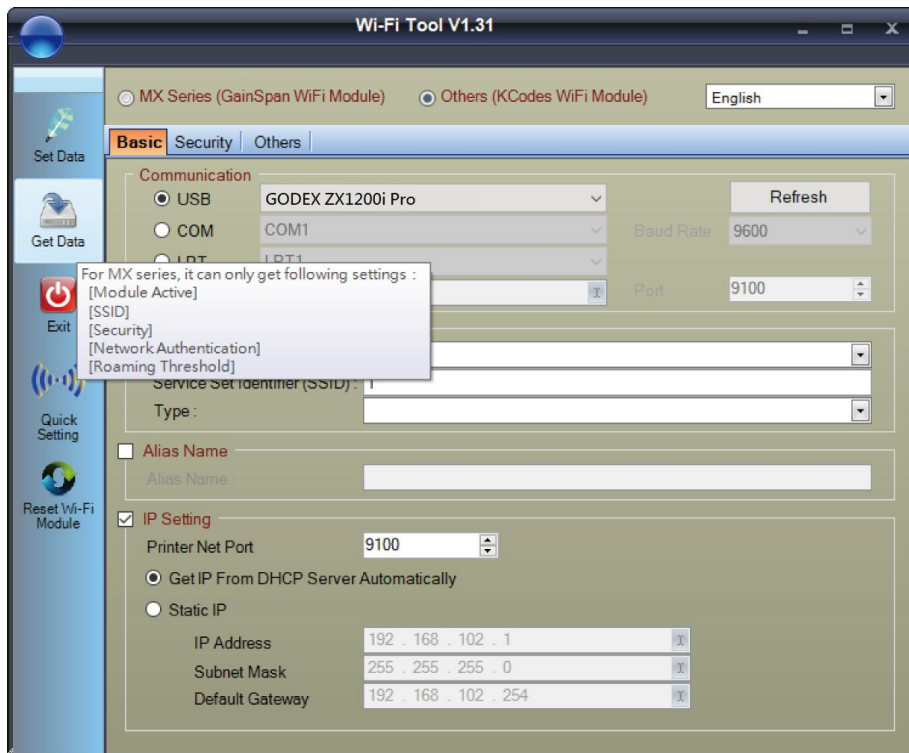 Wi-Fi Tool V1.31
MX Series (GainSpan WiFi Module)
Others (KCodes WiFi Module)
English
Set Data
Get Data
Exit
Quick
Setting
Reset Wi-Fi
Module
Basic
Security
Others
Communication
USB
GODEX ZX1200i Pro
Refresh
COM
COM1
Baud Rate
9600
Port
9100
For MX series, it can only get following settings :
[Module Active]
[SSID]
[Security]
[Network Authentication]
[Roaming Threshold]
Service Set Identifier (SSID) :
Type :
Alias Name
Alias Name :
IP Setting
Printer Net Port
9100
Get IP From DHCP Server Automatically
Static IP
IP Address
192 . 168 . 102 . 1
Subnet Mask
255 . 255 . 255 . 0
Default Gateway
192 . 168 . 102 . 254